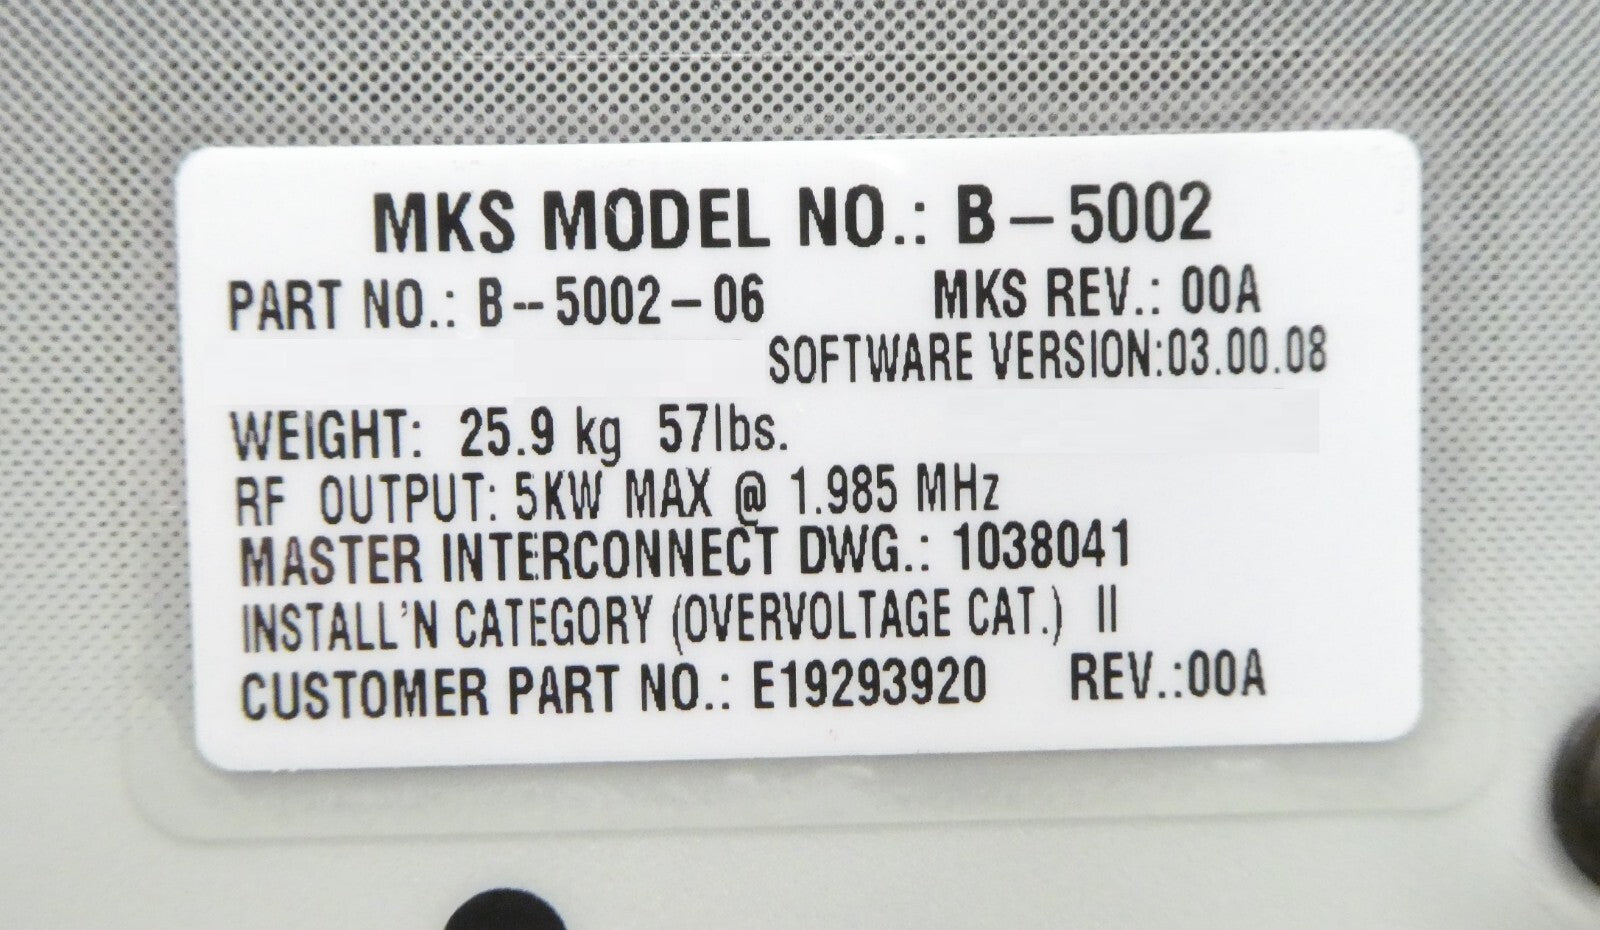 MKS MODEL NO.: B-5002
PART NO.: B--5002-06 MKS REV.: 00A
SOFTWARE VERSION:03.00.08
WEIGHT: 25.9 kg 57lbs.
RF OUTPUT: 5KW MAX @ 1.985 MHz
MASTER INTERCONNECT DWG.: 1038041
INSTALL'N CATEGORY (OVERVOLTAGE CAT.) II
CUSTOMER PART NO.: E19293920 REV.:00A